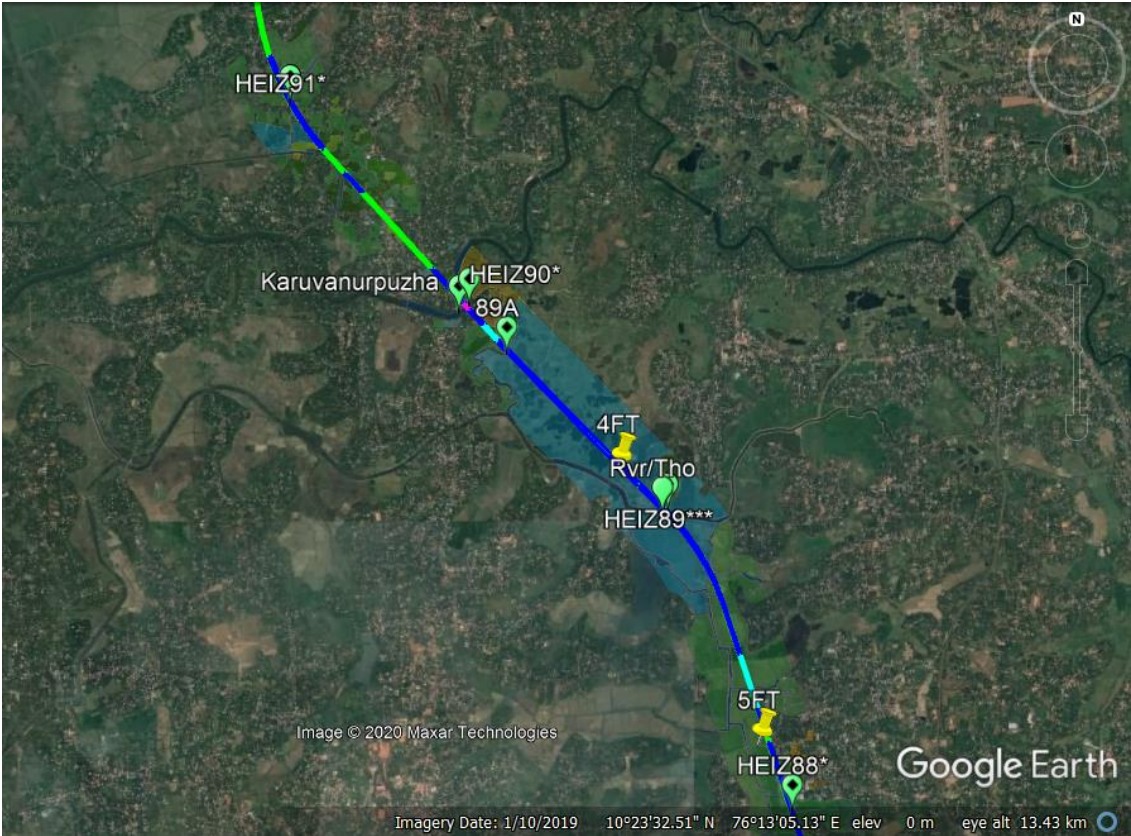 N
HEIZ91*
Karuvanurpuzha
HEIZ90*
89A
4FT
Rvr/Tho
HEIZ89***
5FT
Image © 2020 Maxar Technologies
HEIZ88*
Google Earth
Imagery Date: 1/10/2019 10°23'32.51" N 76°13'05.13" E elev 0 m eye alt 13.43 km